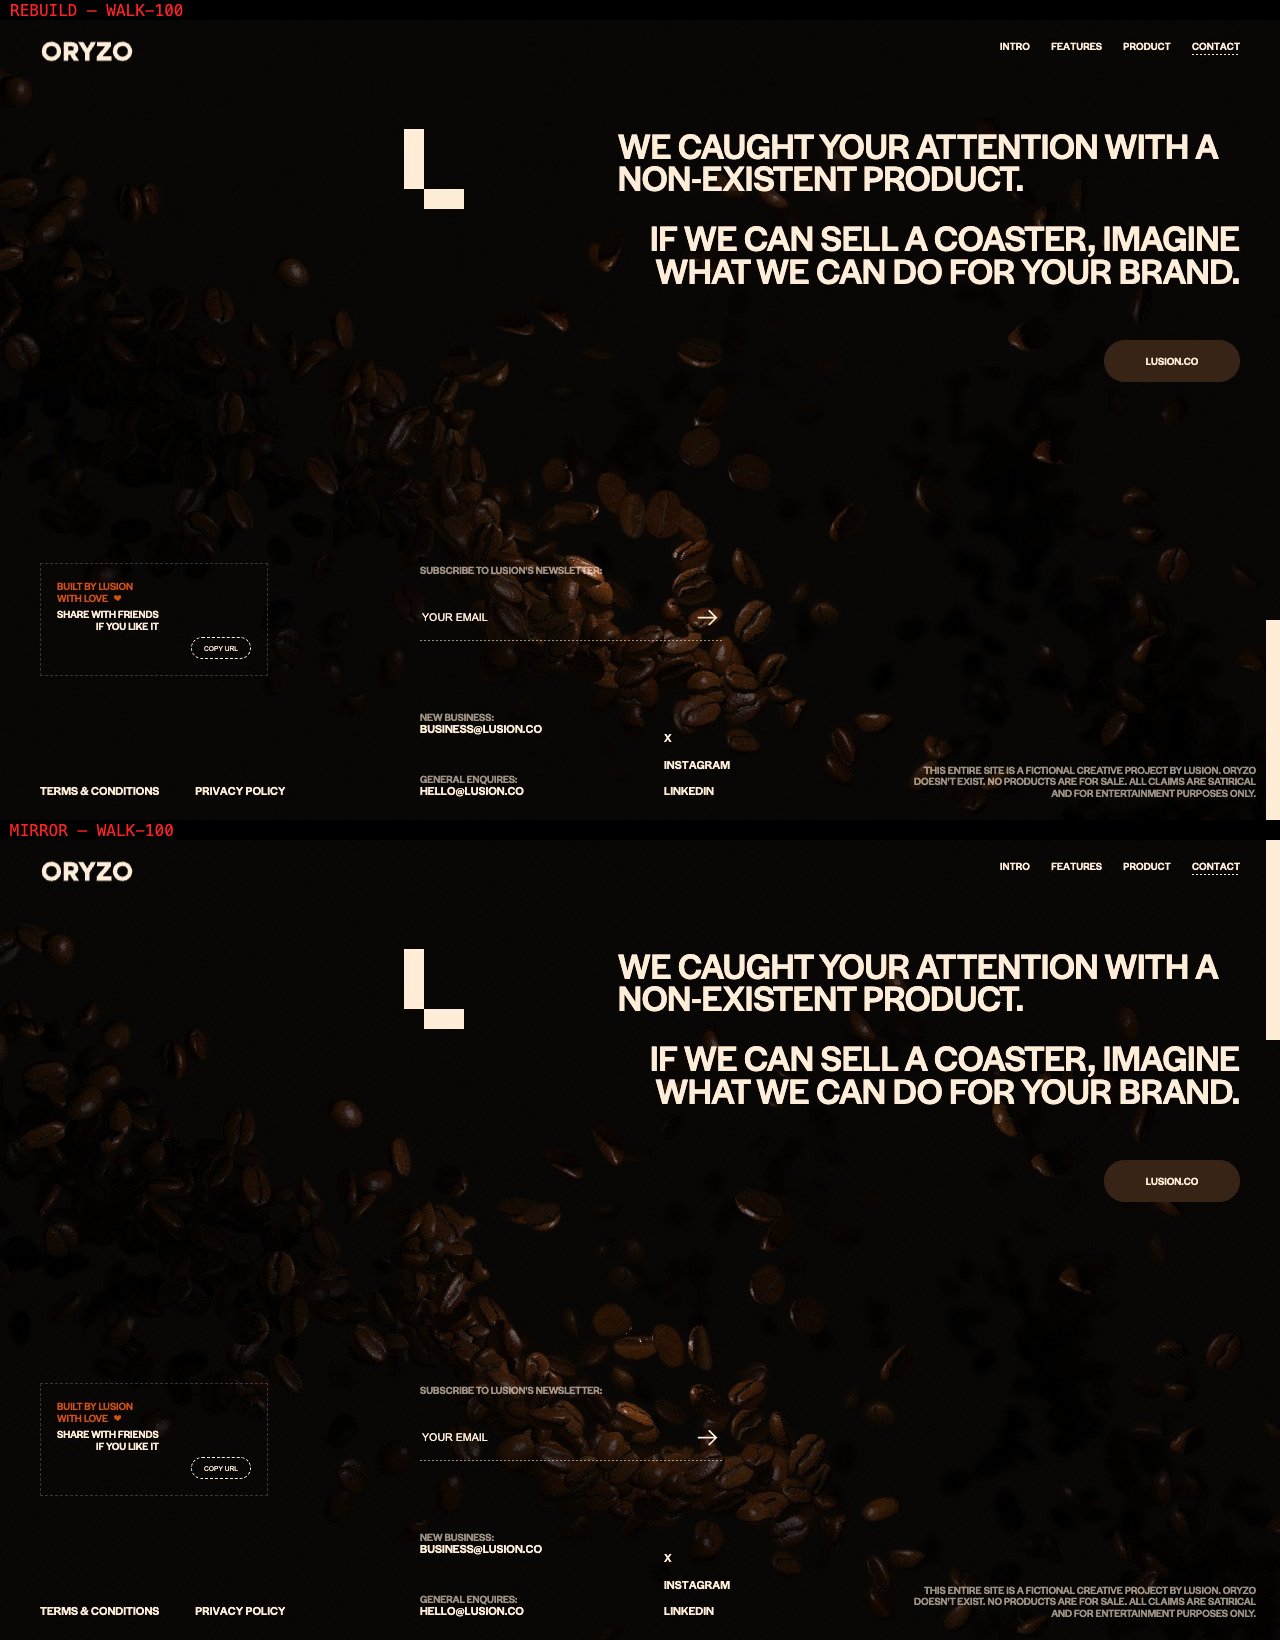 REBUILD — WALK-100
ORYZO
INTRO FEATURES PRODUCT CONTACT
WE CAUGHT YOUR ATTENTION WITH A
NON-EXISTENT PRODUCT.
IF WE CAN SELL A COASTER, IMAGINE
WHAT WE CAN DO FOR YOUR BRAND.
LUSION.CO
BUILT BY LUSION
WITH LOVE ❤
SHARE WITH FRIENDS
IF YOU LIKE IT
COPY URL
SUBSCRIBE TO LUSION'S NEWSLETTER:
YOUR EMAIL
NEW BUSINESS:
BUSINESS@LUSION.CO
GENERAL ENQUIRES:
HELLO@LUSION.CO
X
INSTAGRAM
LINKEDIN
TERMS & CONDITIONS PRIVACY POLICY
THIS ENTIRE SITE IS A FICTIONAL CREATIVE PROJECT BY LUSION. ORYZO
DOESN'T EXIST. NO PRODUCTS ARE FOR SALE. ALL CLAIMS ARE SATIRICAL
AND FOR ENTERTAINMENT PURPOSES ONLY.
MIRROR — WALK-100
ORYZO
INTRO FEATURES PRODUCT CONTACT
WE CAUGHT YOUR ATTENTION WITH A
NON-EXISTENT PRODUCT.
IF WE CAN SELL A COASTER, IMAGINE
WHAT WE CAN DO FOR YOUR BRAND.
LUSION.CO
BUILT BY LUSION
WITH LOVE ❤
SHARE WITH FRIENDS
IF YOU LIKE IT
COPY URL
SUBSCRIBE TO LUSION'S NEWSLETTER:
YOUR EMAIL
NEW BUSINESS:
BUSINESS@LUSION.CO
GENERAL ENQUIRES:
HELLO@LUSION.CO
X
INSTAGRAM
LINKEDIN
TERMS & CONDITIONS PRIVACY POLICY
THIS ENTIRE SITE IS A FICTIONAL CREATIVE PROJECT BY LUSION. ORYZO
DOESN'T EXIST. NO PRODUCTS ARE FOR SALE. ALL CLAIMS ARE SATIRICAL
AND FOR ENTERTAINMENT PURPOSES ONLY.